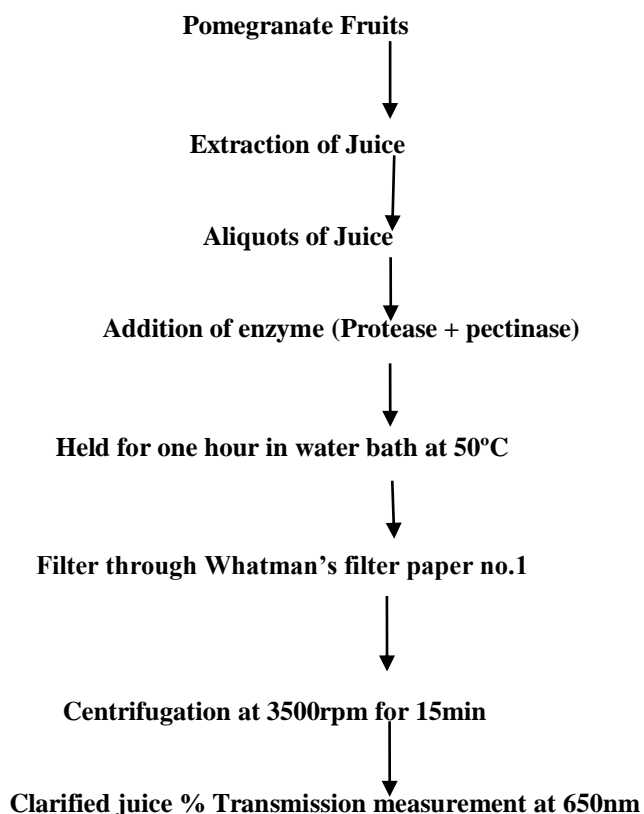 Pomegranate Fruits
Extraction of Juice
Aliquots of Juice
Addition of enzyme (Protease + pectinase)
Held for one hour in water bath at 50ºC
Filter through Whatman’s filter paper no.1
Centrifugation at 3500rpm for 15min
Clarified juice % Transmission measurement at 650nm